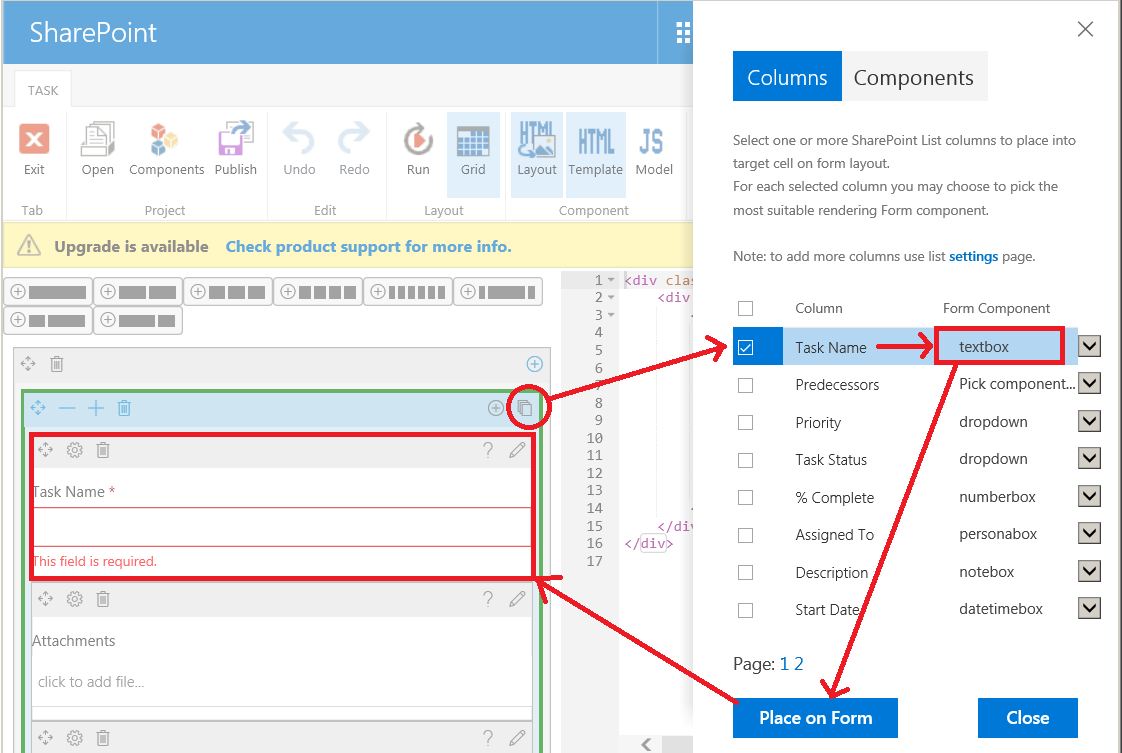 SharePoint
TASK
Exit
Open
Components
Publish
Undo
Redo
Run
Grid
HTML
Layout
HTML
Template
JS
Model
Tab
Project
Edit
Layout
Component
Upgrade is available Check product support for more info.
Task Name *
This field is required.
Attachments
click to add file...
1 <div clas
2 <div
3 <
4
5
6
7
8
9
10
11
12
13
14 <
15 </div
16 </div>
17
Columns Components
Select one or more SharePoint List columns to place into
target cell on form layout.
For each selected column you may choose to pick the
most suitable rendering Form component.
Note: to add more columns use list settings page.
Column Form Component
Task Name textbox
Predecessors Pick component...
Priority dropdown
Task Status dropdown
% Complete numberbox
Assigned To personabox
Description notebox
Start Date datetimebox
Page: 1 2
Place on Form Close